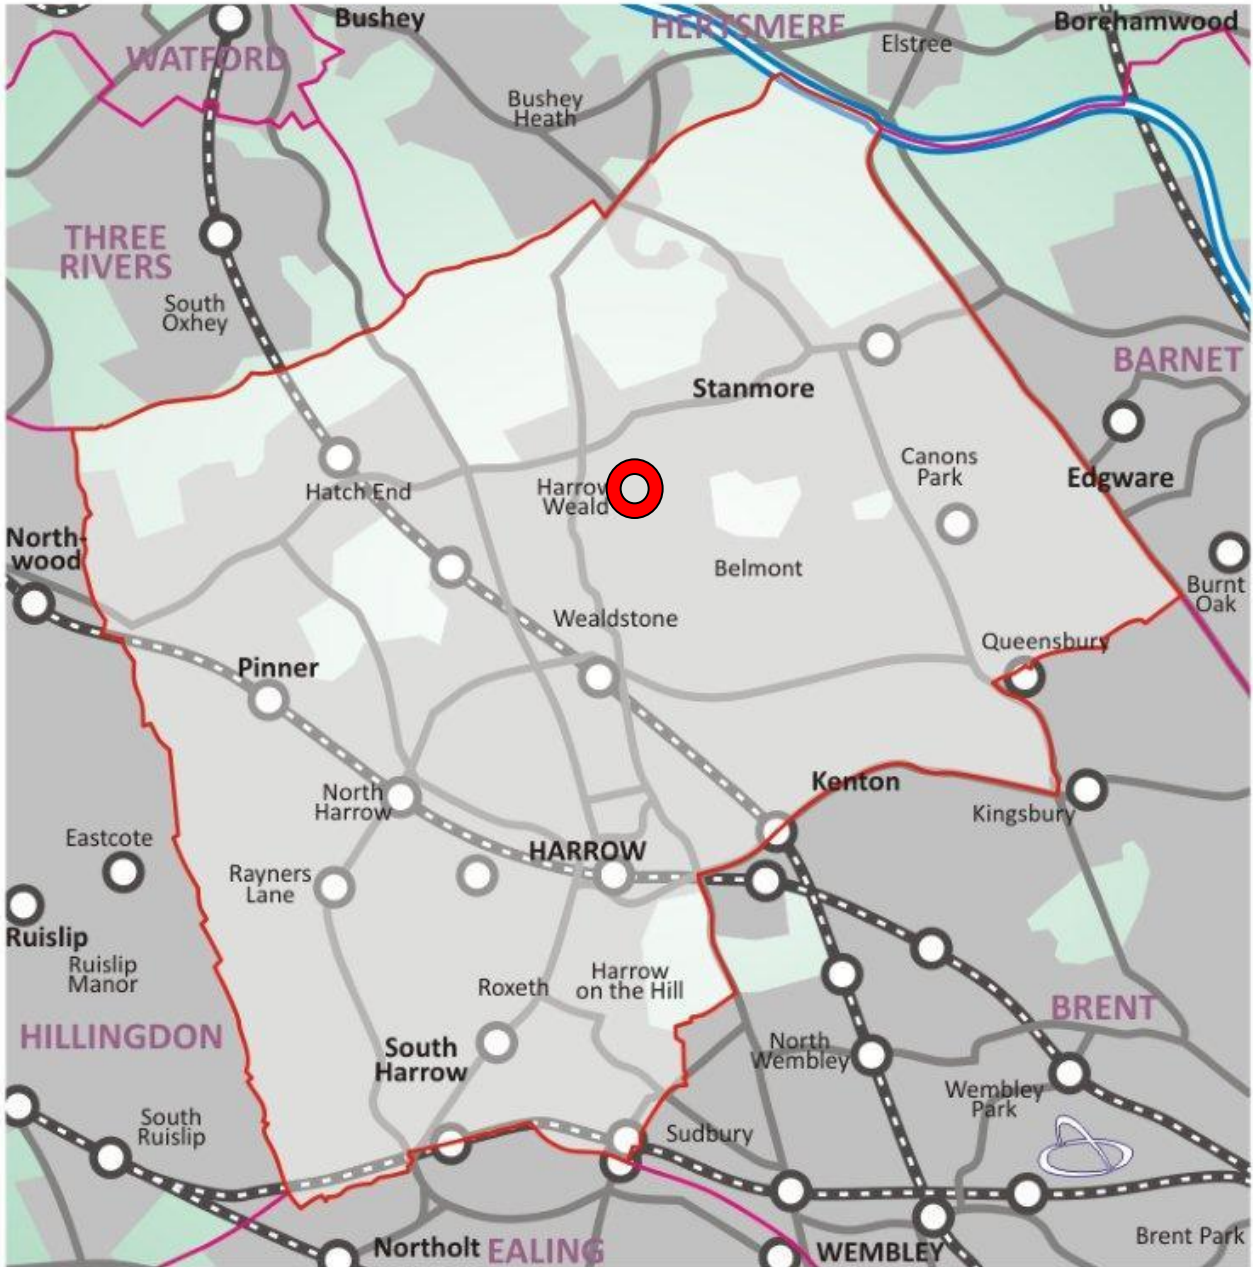 Bushey
HERTSMERE
Borehamwood
WATFORD
Elstree
Bushey
Heath
THREE
RIVERS
South
Oxhey
BARNET
Stanmore
Canons
Park
Edgware
Hatch End
Harrow
Weald
North-
wood
Belmont
Burnt
Oak
Wealdstone
Queensbury
Pinner
Kenton
North
Harrow
Kingsbury
Eastcote
HARROW
Rayners
Lane
Ruislip
Ruislip
Manor
Roxeth
Harrow
on the Hill
BRENT
HILLINGDON
South
Harrow
North
Wembley
Wembley
Park
South
Ruislip
Sudbury
Northolt
EALING
WEMBLEY
Brent Park